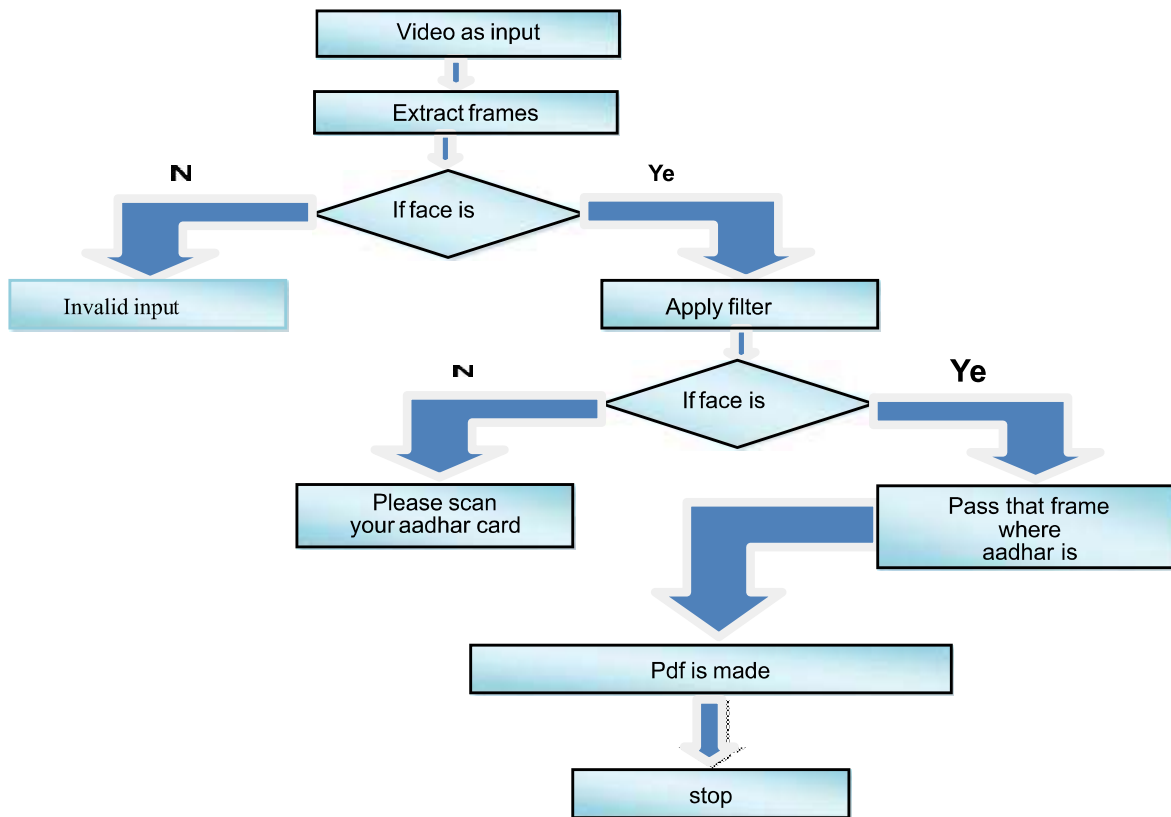 Video as input
Extract frames
N
Ye
If face is
Invalid input
Apply filter
N
Ye
If face is
Please scan
your aadhar card
Pass that frame
where
aadhar is
Pdf is made
stop